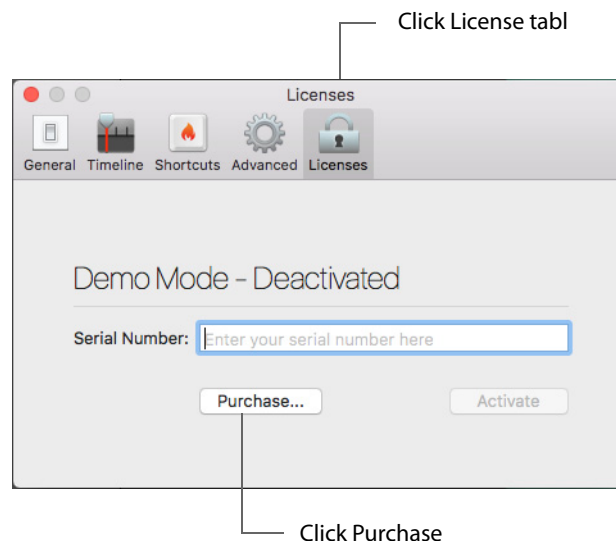 Click License tabl
Licenses
General Timeline Shortcuts Advanced Licenses
Demo Mode – Deactivated
Serial Number: Enter your serial number here
Purchase... Activate
Click Purchase